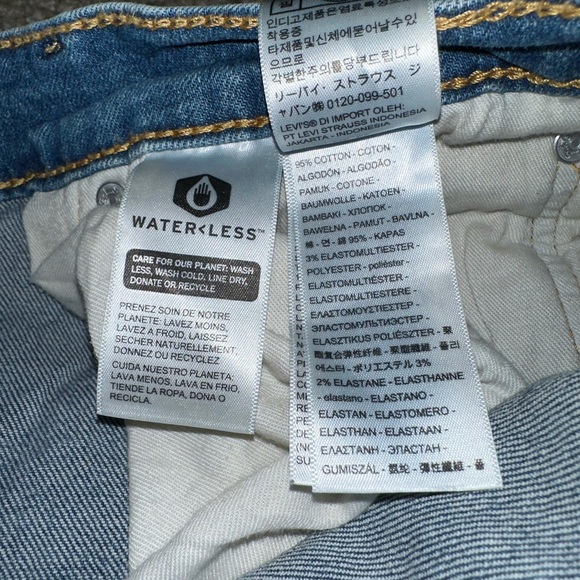 인디고제품은염료특성
착용중
타제품및신체에묻어날수있
으므로
각별한주의를당부드립니다
リーバイ・ストラウス ジ
ャパン㈱ 0120-099-501
LEVI'S® DI IMPORT OLEH:
PT LEVI STRAUSS INDONESIA
JAKARTA - INDONESIA
95% COTTON - COTON -
ALGODÓN - ALGODÃO -
PAMUK - COTONE -
BAUMWOLLE - KATOEN -
ВАМВАКІ - ХЛОПОК -
BAWEŁNA - PAMUT - BAVLNA -
棉 - 면 - 綿 95% - KAPAS
3% ELASTOMULTIESTER -
POLYESTER - poliéster -
ELASTOMULTIÉSTER -
ELASTOMULTIESTERE -
ΕΛΑΣΤΟΜΟΥΤΙΕΣΤΕΡ -
ЭЛАСТОМУЛЬТИЭСТЕР -
ELASZTIKUS POLIÉSZTER - 聚
酯复合弹性纤维 - 聚酯纖維 - 폴리
에스터 - ポリエステル 3%
2% ELASTANE - ELASTHANNE
- elastano - ELASTANO -
ELASTAN - ELASTOMERO -
ELASTHAN - ELASTAAN -
ΕΛΑΣΤΑΝΗ - ЭЛАСТАН -
GUMISZÁL - 氨纶 - 彈性纖維 - 폴
WATER<LESS™
CARE FOR OUR PLANET: WASH
LESS, WASH COLD, LINE DRY,
DONATE OR RECYCLE
PRENEZ SOIN DE NOTRE
PLANETE: LAVEZ MOINS,
LAVEZ A FROID, LAISSEZ
SECHER NATURELLEMENT,
DONNEZ OU RECYCLEZ
CUIDA NUESTRO PLANETA:
LAVA MENOS, LAVA EN FRIO,
TIENDE LA ROPA, DONA O
RECICLA.